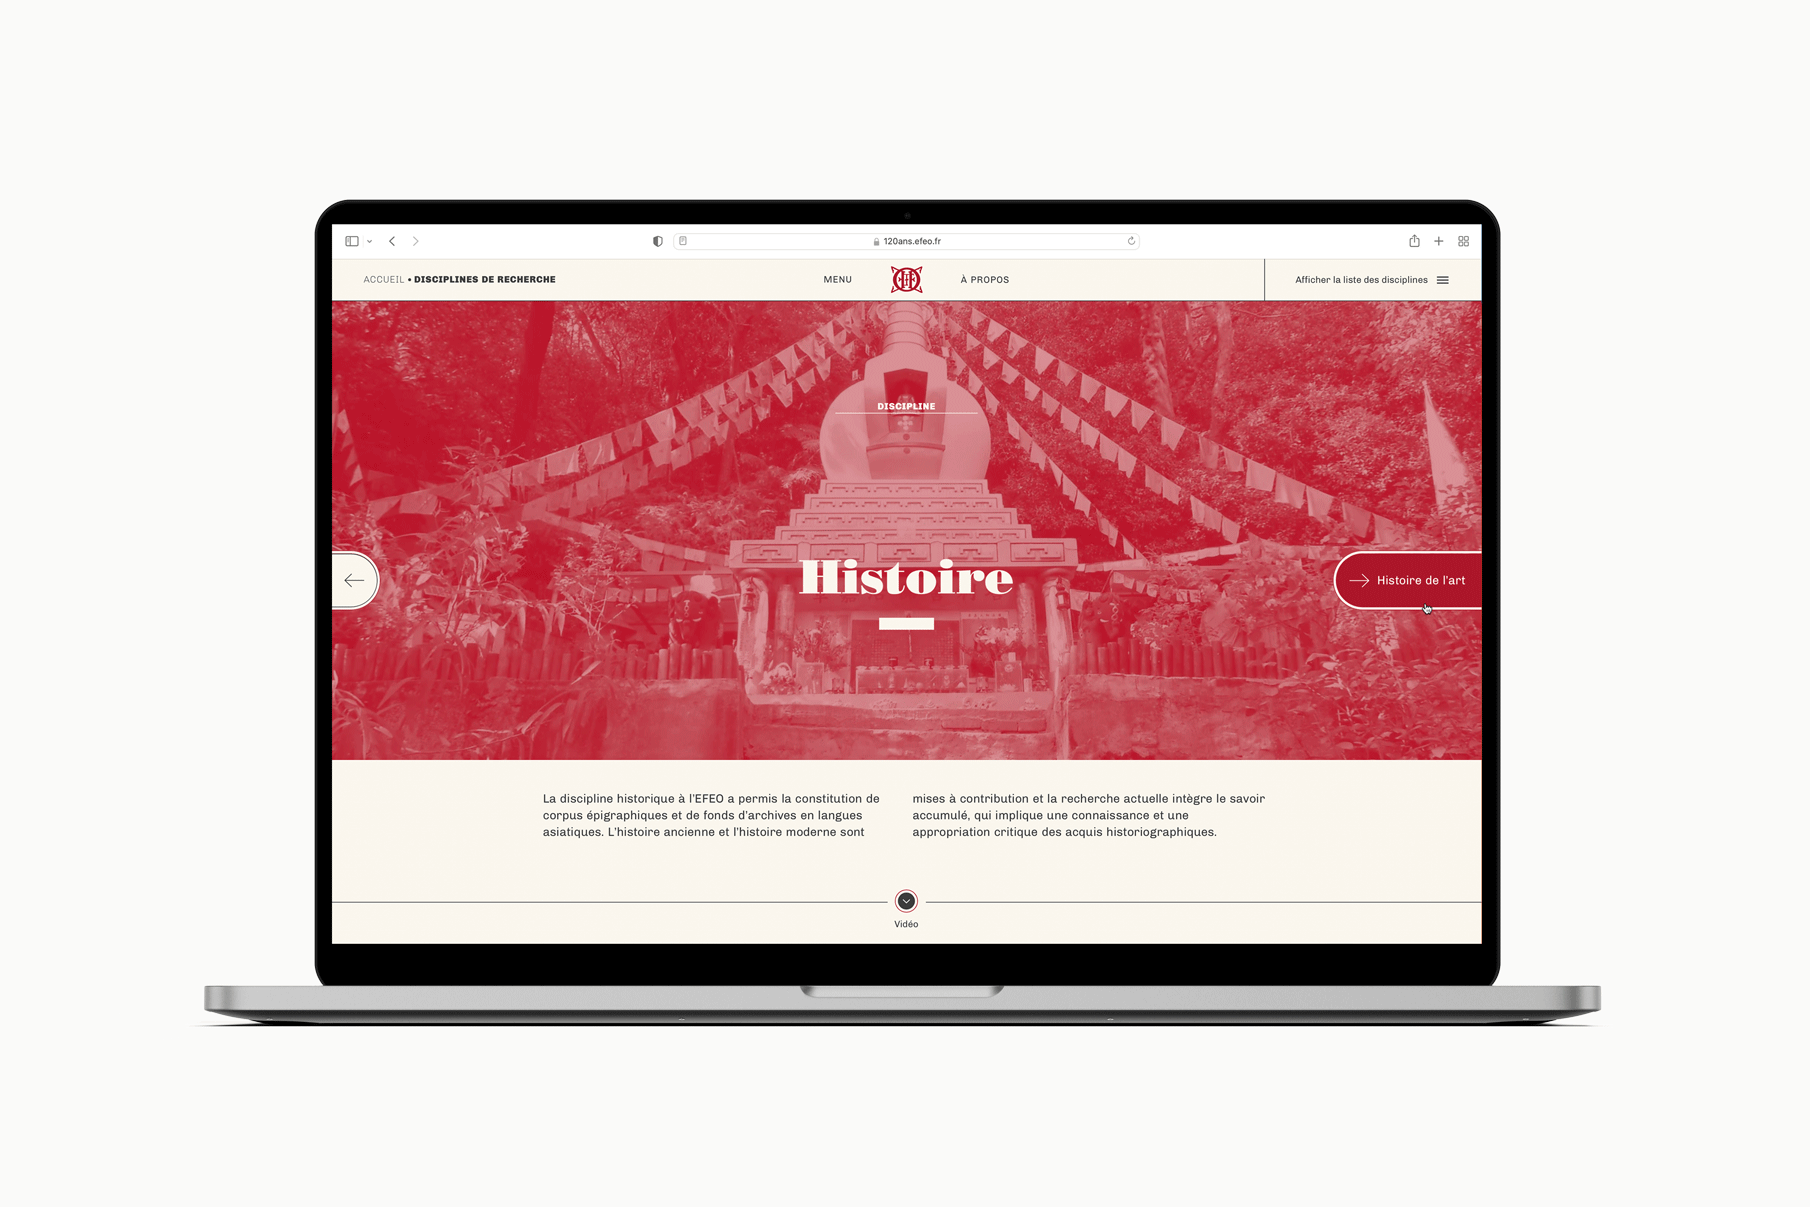 120ans.efeo.fr
ACCUEIL • DISCIPLINES DE RECHERCHE
MENU
À PROPOS
Afficher la liste des disciplines
DISCIPLINE
Histoire
Histoire de l'art
La discipline historique à l'EFEO a permis la constitution de
corpus épigraphiques et de fonds d'archives en langues
asiatiques. L'histoire ancienne et l'histoire moderne sont
mises à contribution et la recherche actuelle intègre le savoir
accumulé, qui implique une connaissance et une
appropriation critique des acquis historiographiques.
Vidéo